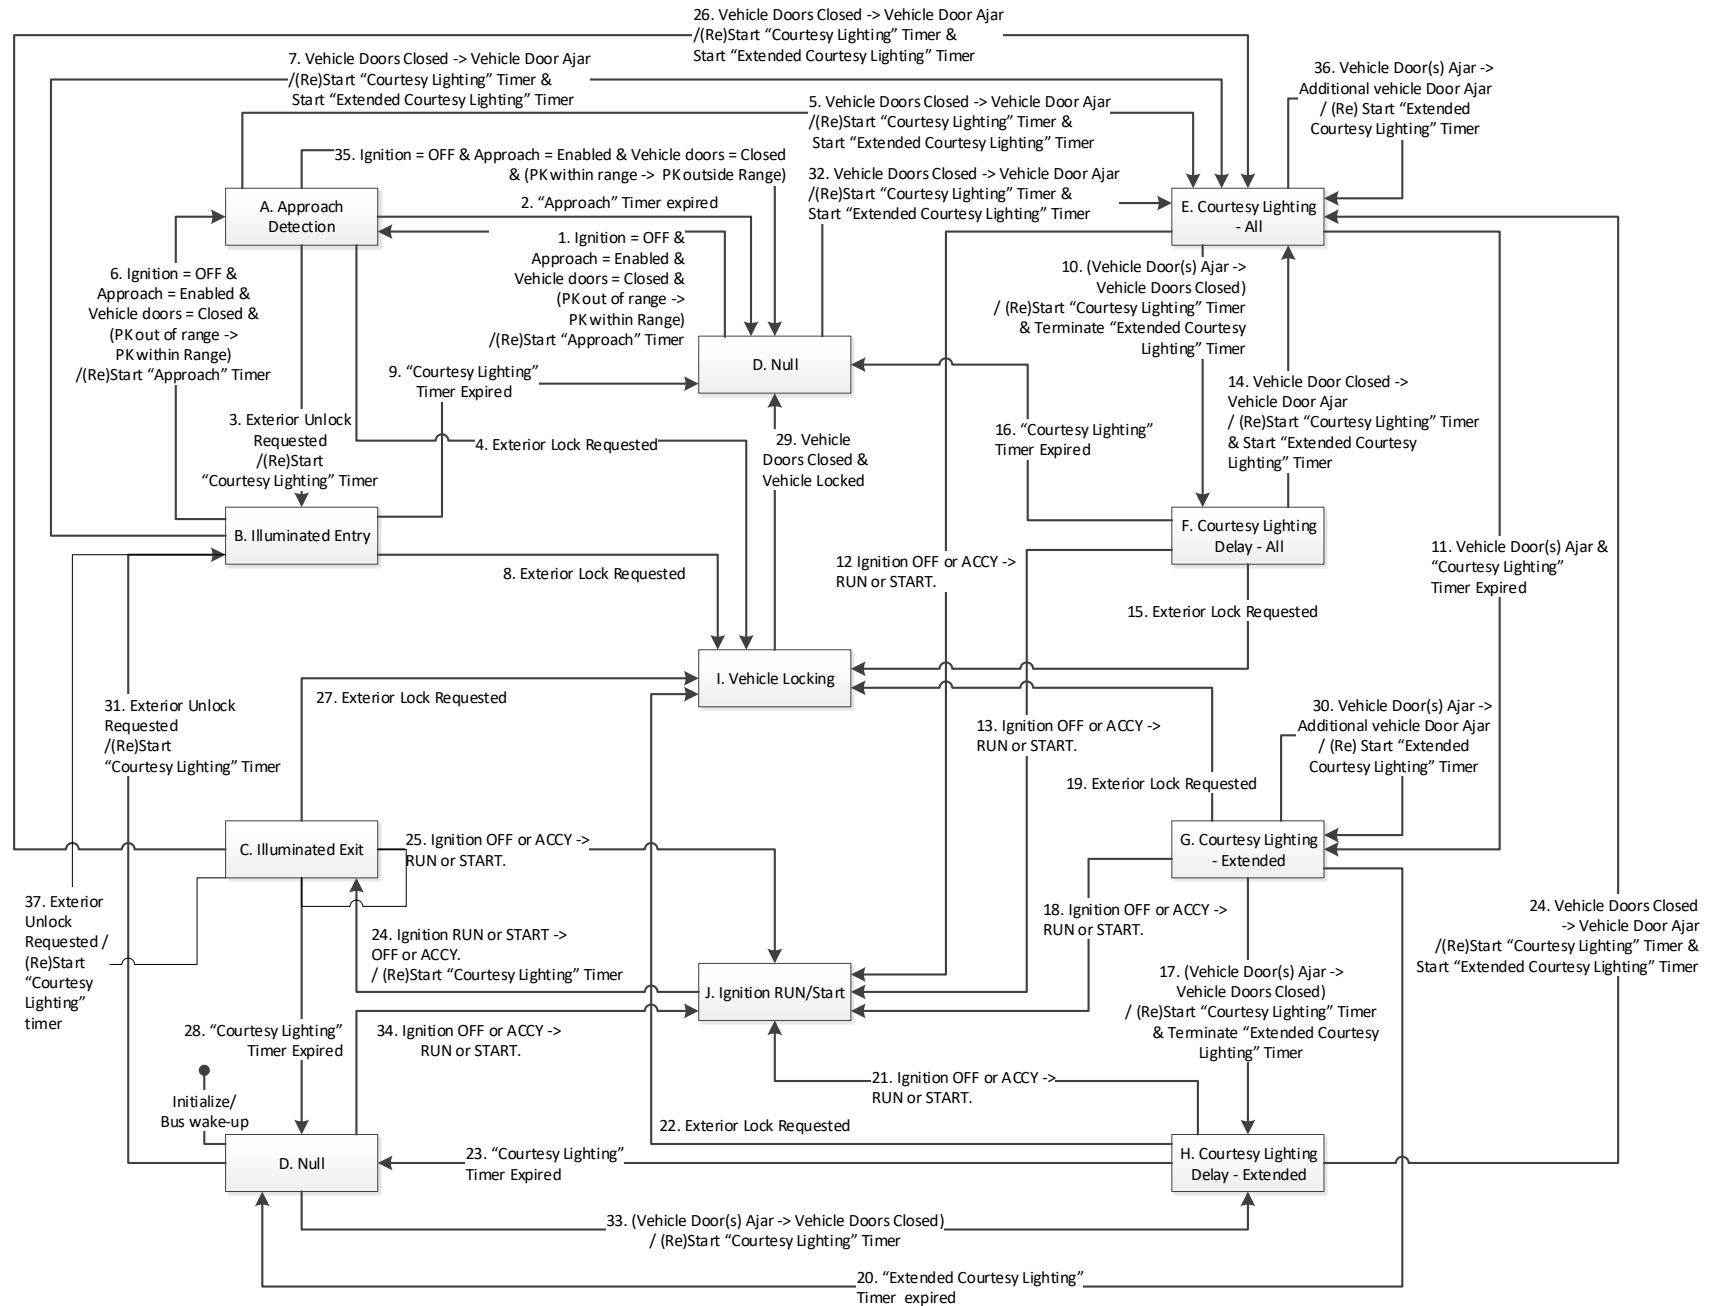 26. Vehicle Doors Closed -> Vehicle Door Ajar
/(Re)Start “Courtesy Lighting” Timer &
Start “Extended Courtesy Lighting” Timer
7. Vehicle Doors Closed -> Vehicle Door Ajar
/(Re)Start “Courtesy Lighting” Timer &
Start “Extended Courtesy Lighting” Timer
36. Vehicle Door(s) Ajar ->
Additional vehicle Door Ajar
/ (Re) Start “Extended
Courtesy Lighting” Timer
5. Vehicle Doors Closed -> Vehicle Door Ajar
/(Re)Start “Courtesy Lighting” Timer &
Start “Extended Courtesy Lighting” Timer
35. Ignition = OFF & Approach = Enabled & Vehicle doors = Closed
& (PK within range -> PK outside Range)
32. Vehicle Doors Closed -> Vehicle Door Ajar
/(Re)Start “Courtesy Lighting” Timer &
Start “Extended Courtesy Lighting” Timer
A. Approach
Detection
2. “Approach” Timer expired
E. Courtesy Lighting
- All
1. Ignition = OFF &
Approach = Enabled &
Vehicle doors = Closed &
(PK out of range ->
PK within Range)
/(Re)Start “Approach” Timer
6. Ignition = OFF &
Approach = Enabled &
Vehicle doors = Closed &
(PK out of range ->
PK within Range)
/(Re)Start “Approach” Timer
10. (Vehicle Door(s) Ajar ->
Vehicle Doors Closed)
/ (Re)Start “Courtesy Lighting” Timer
& Terminate “Extended Courtesy
Lighting” Timer
D. Null
9. “Courtesy Lighting”
Timer Expired
14. Vehicle Door Closed ->
Vehicle Door Ajar
/ (Re)Start “Courtesy Lighting” Timer
& Start “Extended Courtesy
Lighting” Timer
3. Exterior Unlock
Requested
/(Re)Start
“Courtesy Lighting” Timer
4. Exterior Lock Requested
29. Vehicle
Doors Closed &
Vehicle Locked
16. “Courtesy Lighting”
Timer Expired
B. Illuminated Entry
F. Courtesy Lighting
Delay - All
8. Exterior Lock Requested
12 Ignition OFF or ACCY ->
RUN or START.
11. Vehicle Door(s) Ajar &
“Courtesy Lighting”
Timer Expired
15. Exterior Lock Requested
I. Vehicle Locking
27. Exterior Lock Requested
31. Exterior Unlock
Requested
/(Re)Start
“Courtesy Lighting” Timer
13. Ignition OFF or ACCY ->
RUN or START.
30. Vehicle Door(s) Ajar ->
Additional vehicle Door Ajar
/ (Re) Start “Extended
Courtesy Lighting” Timer
19. Exterior Lock Requested
C. Illuminated Exit
25. Ignition OFF or ACCY ->
RUN or START.
G. Courtesy Lighting
- Extended
37. Exterior
Unlock
Requested /
(Re)Start
“Courtesy
Lighting”
timer
24. Ignition RUN or START ->
OFF or ACCY.
/ (Re)Start “Courtesy Lighting” Timer
18. Ignition OFF or ACCY ->
RUN or START.
24. Vehicle Doors Closed
-> Vehicle Door Ajar
/(Re)Start “Courtesy Lighting” Timer &
Start “Extended Courtesy Lighting” Timer
J. Ignition RUN/Start
17. (Vehicle Door(s) Ajar ->
Vehicle Doors Closed)
/ (Re)Start “Courtesy Lighting” Timer
& Terminate “Extended Courtesy
Lighting” Timer
28. “Courtesy Lighting”
Timer Expired
34. Ignition OFF or ACCY ->
RUN or START.
Initialize/
Bus wake-up
21. Ignition OFF or ACCY ->
RUN or START.
22. Exterior Lock Requested
D. Null
23. “Courtesy Lighting”
Timer Expired
H. Courtesy Lighting
Delay - Extended
33. (Vehicle Door(s) Ajar -> Vehicle Doors Closed)
/ (Re)Start “Courtesy Lighting” Timer
20. “Extended Courtesy Lighting”
Timer expired